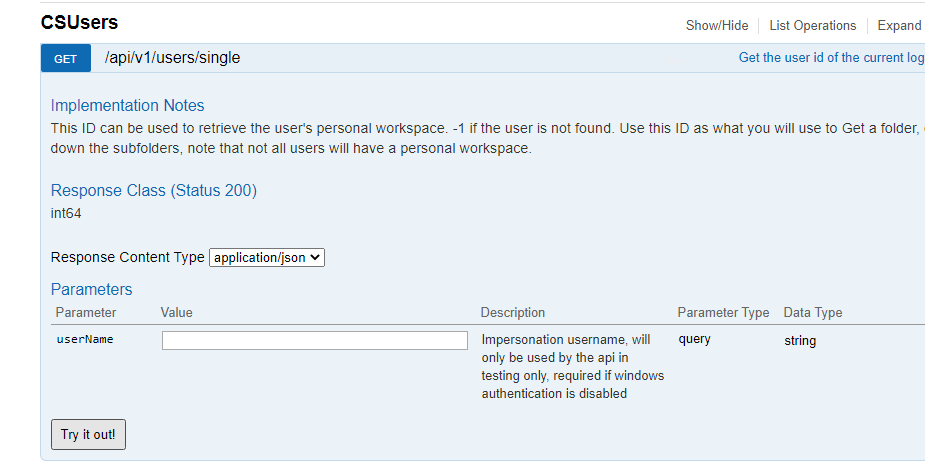 CSUsers
Show/Hide List Operations Expand
GET /api/v1/users/single Get the user id of the current log
Implementation Notes
This ID can be used to retrieve the user's personal workspace. -1 if the user is not found. Use this ID as what you will use to Get a folder,
down the subfolders, note that not all users will have a personal workspace.
Response Class (Status 200)
int64
Response Content Type application/json
Parameters
Parameter Value Description Parameter Type Data Type
userName Impersonation username, will query string
only be used by the api in
testing only, required if windows
authentication is disabled
Try it out!